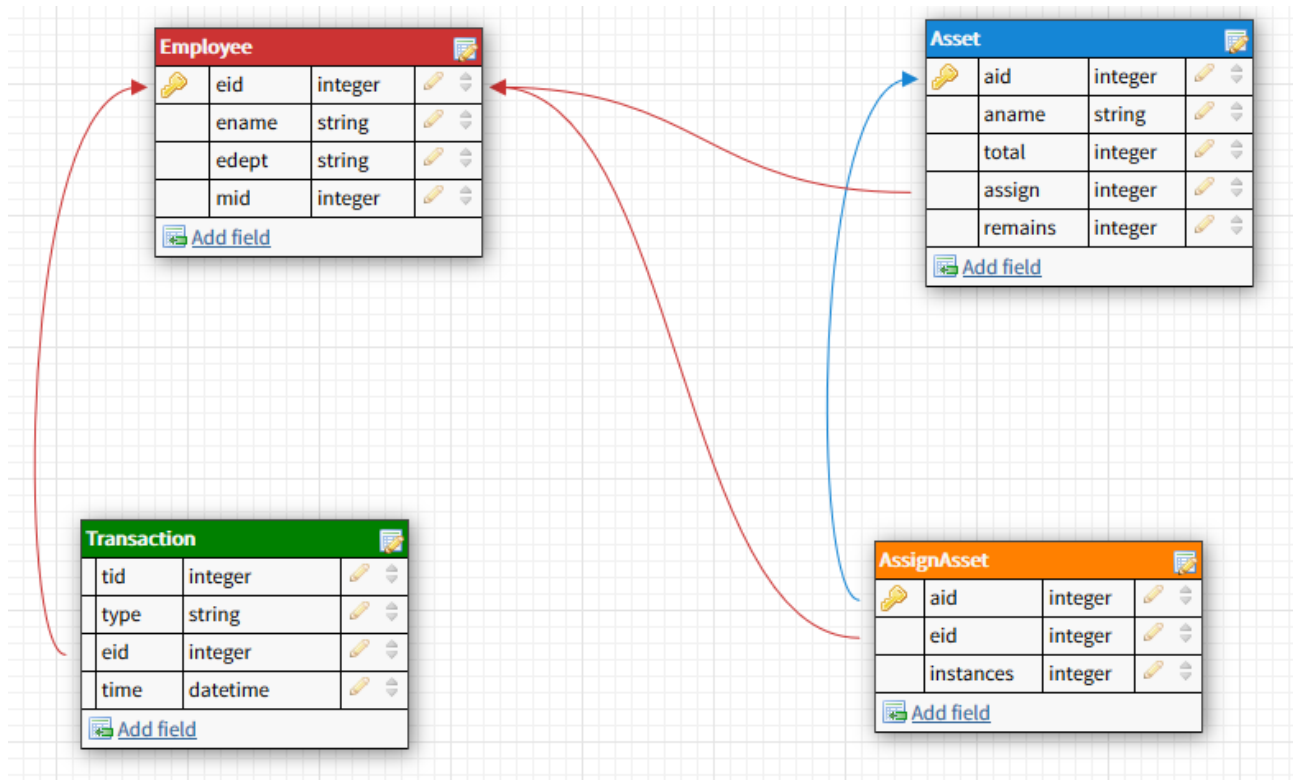 Employee
eid integer
ename string
edept string
mid integer
Add field
Asset
aid integer
aname string
total integer
assign integer
remains integer
Add field
Transaction
tid integer
type string
eid integer
time datetime
Add field
AssignAsset
aid integer
eid integer
instances integer
Add field